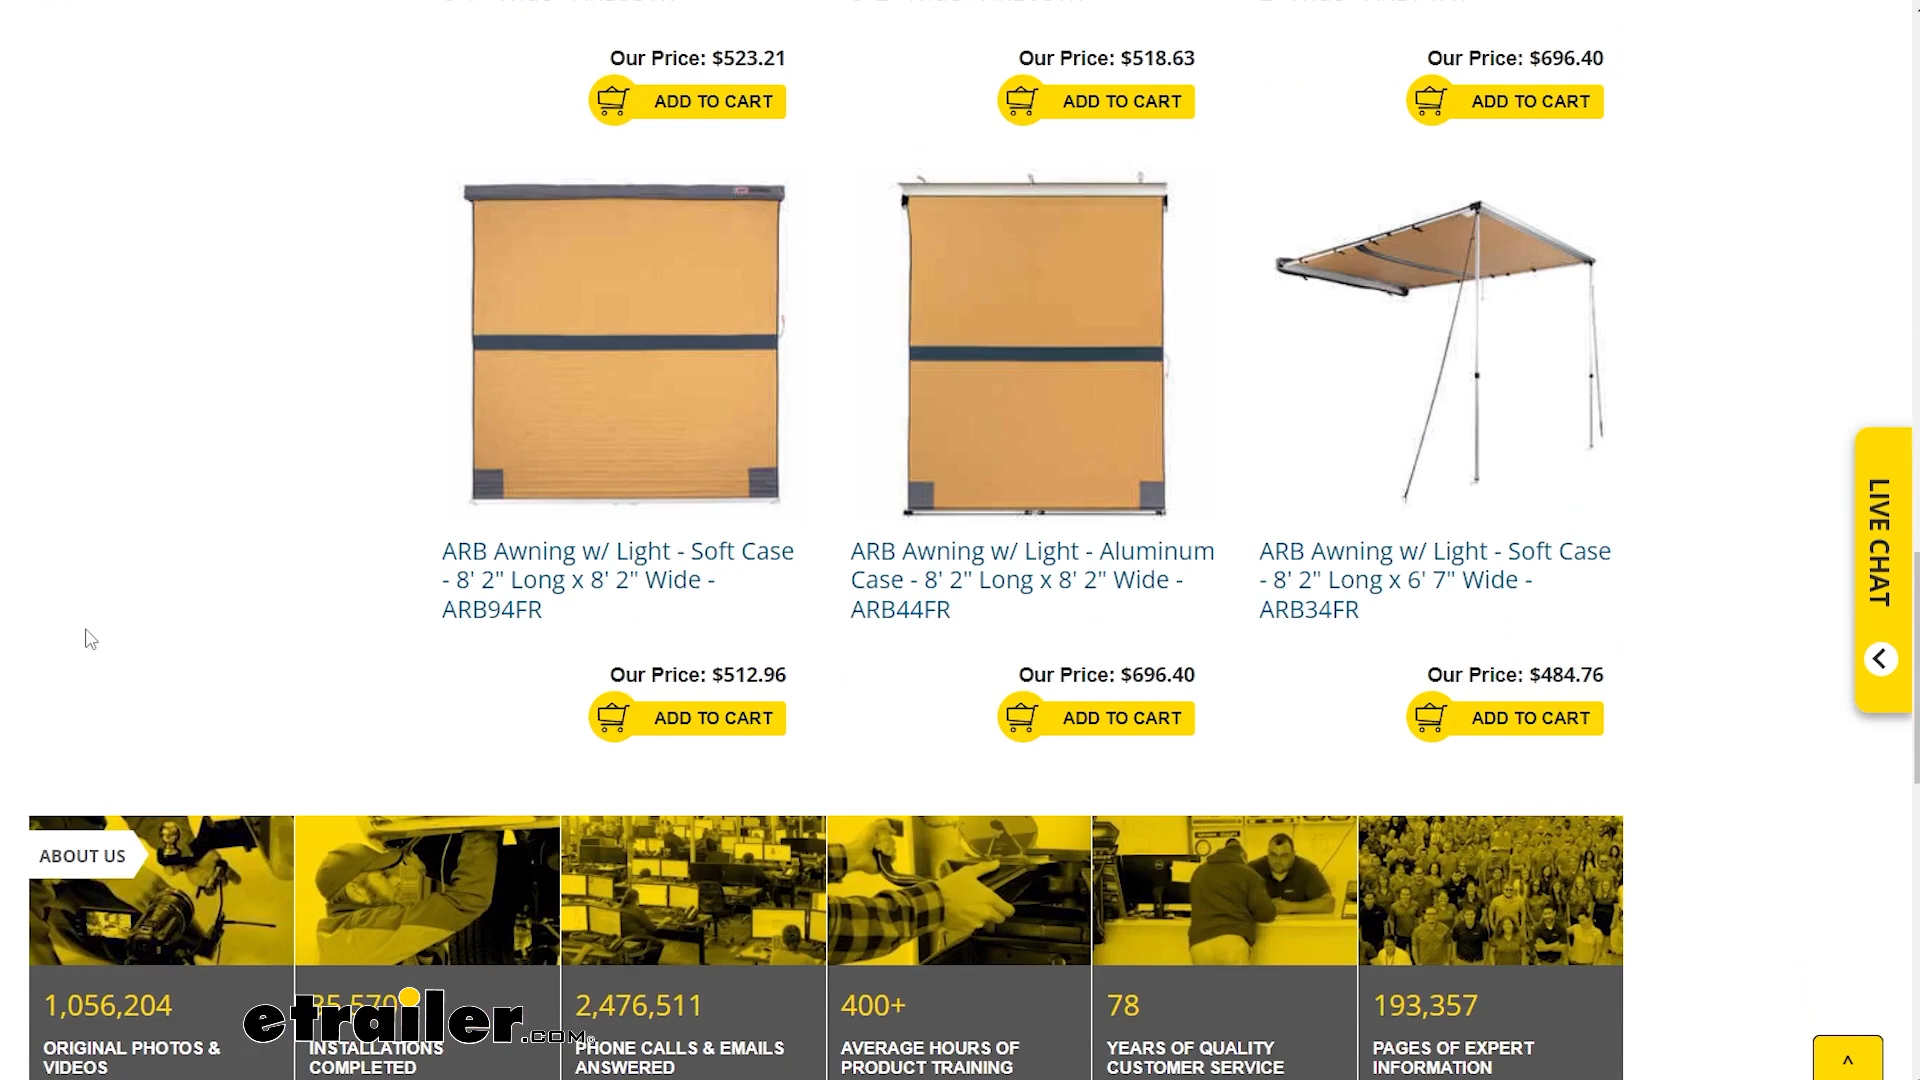 Our Price: $523.21
Our Price: $518.63
Our Price: $696.40
ADD TO CART
ADD TO CART
ADD TO CART
ARB Awning w/ Light - Soft Case
- 8' 2" Long x 8' 2" Wide -
ARB94FR
ARB Awning w/ Light - Aluminum
Case - 8' 2" Long x 8' 2" Wide -
ARB44FR
ARB Awning w/ Light - Soft Case
- 8' 2" Long x 6' 7" Wide -
ARB34FR
Our Price: $512.96
Our Price: $696.40
Our Price: $484.76
ADD TO CART
ADD TO CART
ADD TO CART
LIVE CHAT
ABOUT US
1,056,204
ORIGINAL PHOTOS &
VIDEOS
INSTALLATIONS
COMPLETED
2,476,511
PHONE CALLS & EMAILS
ANSWERED
400+
AVERAGE HOURS OF
PRODUCT TRAINING
78
YEARS OF QUALITY
CUSTOMER SERVICE
193,357
PAGES OF EXPERT
INFORMATION
etrailer.com